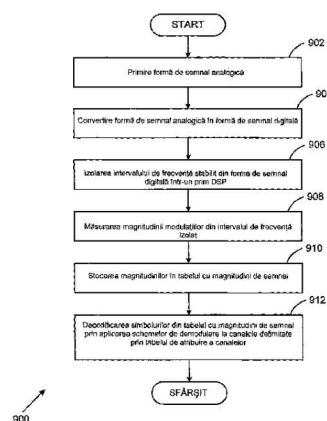 START
902
Primire formă de semnal analogică
90
Convertire formă de semnal analogică în formă de semnal digitală
906
Izolarea intervalului de frecvență stabilit din forma de semnal
digitală într-un prim DSP
908
Măsurarea magnitudinii modulațiilor din intervalul de frecvență
izolat
910
Stocarea magnitudinilor în tabelul cu magnitudini de semnal
912
Decodificarea simbolurilor din tabelul cu magnitudini de semnal
prin aplicarea schemelor de demodulare la canalele delimitate
prin tabelul de atribuire a canalelor
SFÂRȘIT
900